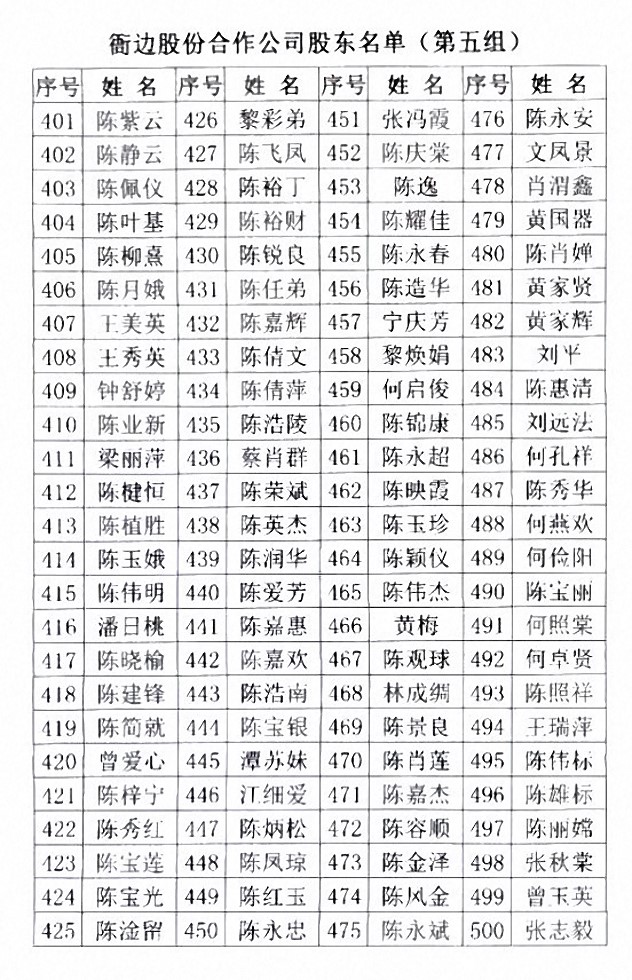 衙边股份合作公司股东名单（第五组）
序号 姓名 序号 姓名 序号 姓名 序号 姓名
401 陈紫云 426 黎彩弟 451 张冯霞 476 陈永安
402 陈静云 427 陈飞凤 452 陈庆棠 477 文凤景
403 陈佩仪 428 陈裕丁 453 陈逸 478 肖渭鑫
404 陈叶基 429 陈裕财 454 陈耀佳 479 黄国器
405 陈柳熹 430 陈锐良 455 陈永春 480 陈肖婵
406 陈月娥 431 陈任弟 456 陈造华 481 黄家贤
407 王美英 432 陈嘉辉 457 宁庆芳 482 黄家辉
408 王秀英 433 陈倩文 458 黎焕娟 483 刘平
409 钟舒婷 434 陈倩萍 459 何启俊 484 陈惠清
410 陈业新 435 陈浩陵 460 陈锦康 485 刘远法
411 梁丽萍 436 蔡肖群 461 陈永超 486 何孔祥
412 陈楗恒 437 陈荣斌 462 陈映霞 487 陈秀华
413 陈植胜 438 陈英杰 463 陈玉珍 488 何燕欢
414 陈玉娥 439 陈润华 464 陈颖仪 489 何俭阳
415 陈伟明 440 陈爱芳 465 陈伟杰 490 陈宝丽
416 潘日桃 441 陈嘉惠 466 黄梅 491 何照棠
417 陈晓榆 442 陈嘉欢 467 陈观球 492 何卓贤
418 陈建锋 443 陈浩南 468 林成绸 493 陈照祥
419 陈简就 444 陈宝银 469 陈景良 494 王瑞萍
420 曾爱心 445 潭苏妹 470 陈肖莲 495 陈伟标
421 陈梓宁 446 江细爱 471 陈嘉杰 496 陈雄标
422 陈秀红 447 陈炳松 472 陈容顺 497 陈丽嫦
423 陈宝莲 448 陈凤琼 473 陈金泽 498 张秋棠
424 陈宝光 449 陈红玉 474 陈凤金 499 曾玉英
425 陈淦留 450 陈永忠 475 陈永斌 500 张志毅